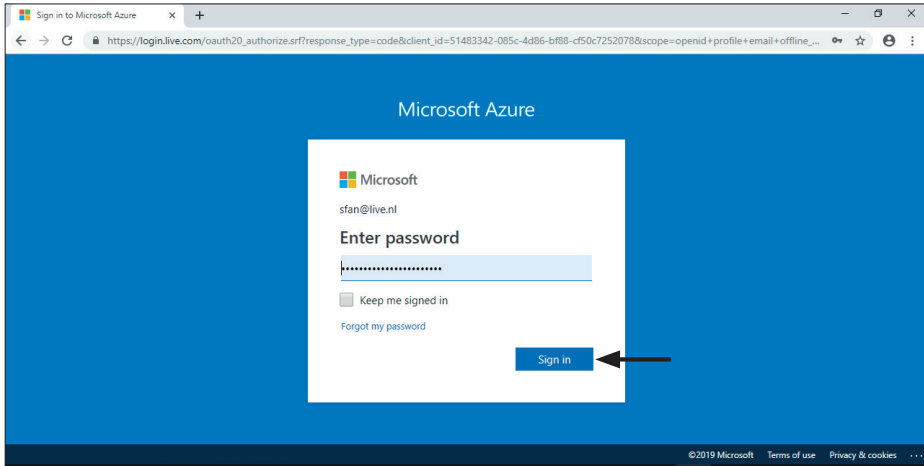 Sign in to Microsoft Azure
https://login.live.com/oauth20_authorize.srf?response_type=code&client_id=51483342-085c-4d86-bf88-cf50c7252078&scope=openid+profile+email+offline_...
Microsoft Azure
Microsoft
sfan@live.nl
Enter password
Keep me signed in
Forgot my password
Sign in
©2019 Microsoft Terms of use Privacy & cookies ...